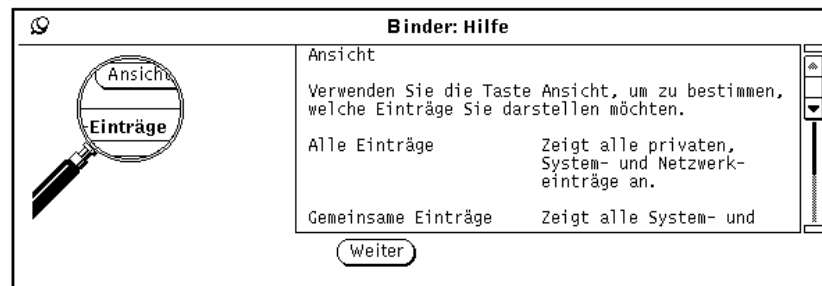 Binder: Hilfe
Ansicht
Einträge
Ansicht
Verwenden Sie die Taste Ansicht, um zu bestimmen,
welche Einträge Sie darstellen möchten.
Alle Einträge Zeigt alle privaten,
System- und Netzwerk-
einträge an.
Gemeinsame Einträge Zeigt alle System- und
Weiter